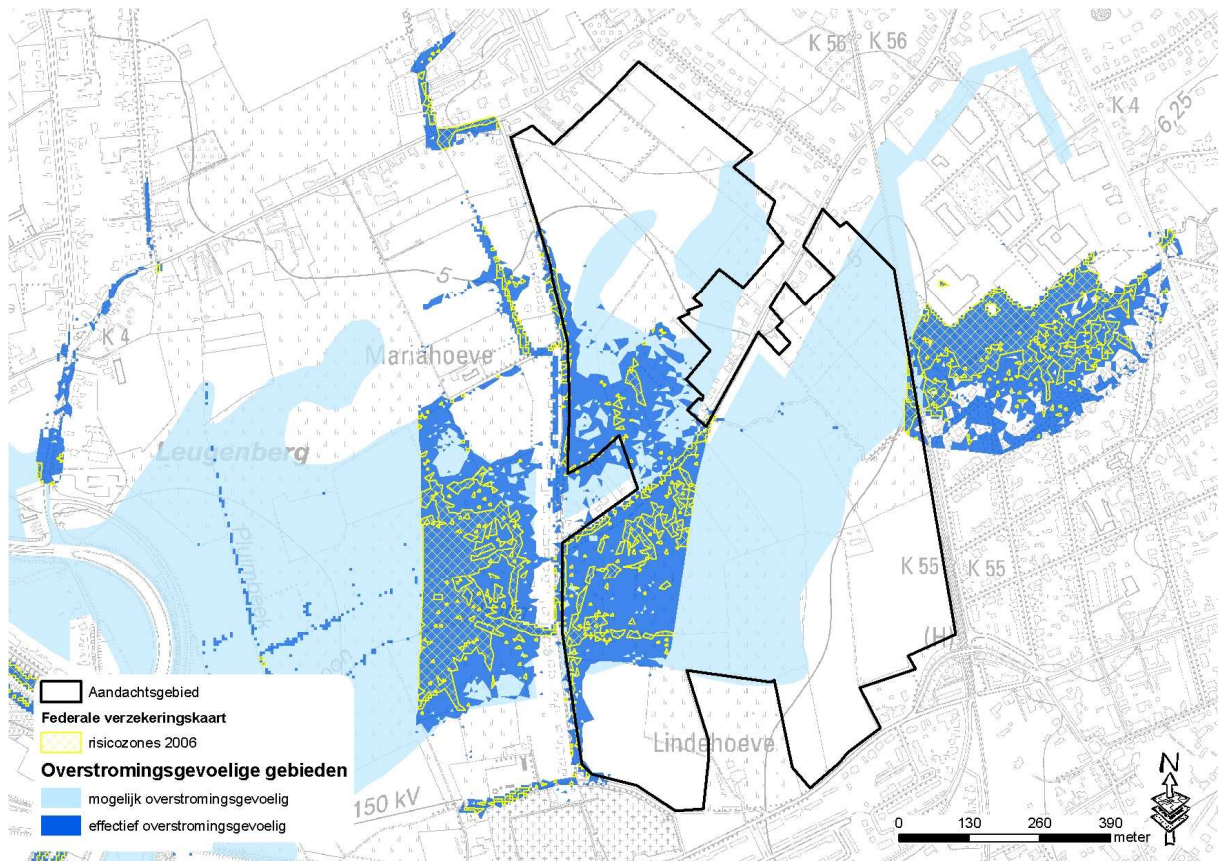 K 56
K 56
K 4
6,25
5
5
K 4
Mariahoeve
Leugenberg
K 55
K 55
(H)
Lindehoeve
150 kV
Aandachtsgebied
Federale verzekeringskaart
risicozones 2006
Overstromingsgevoelige gebieden
mogelijk overstromingsgevoelig
effectief overstromingsgevoelig
N
0 130 260 390
meter